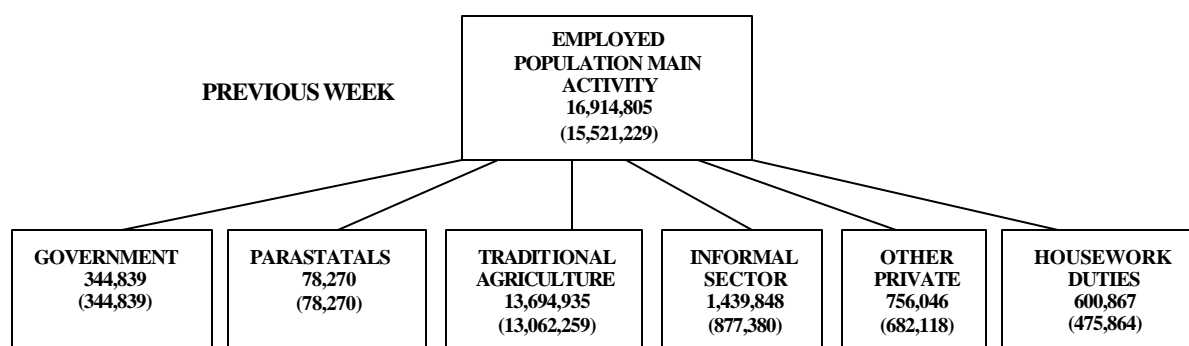 EMPLOYED
POPULATION MAIN
ACTIVITY
16,914,805
(15,521,229)
PREVIOUS WEEK
GOVERNMENT
344,839
(344,839)
PARASTATALS
78,270
(78,270)
TRADITIONAL
AGRICULTURE
13,694,935
(13,062,259)
INFORMAL
SECTOR
1,439,848
(877,380)
OTHER
PRIVATE
756,046
(682,118)
HOUSEWORK
DUTIES
600,867
(475,864)